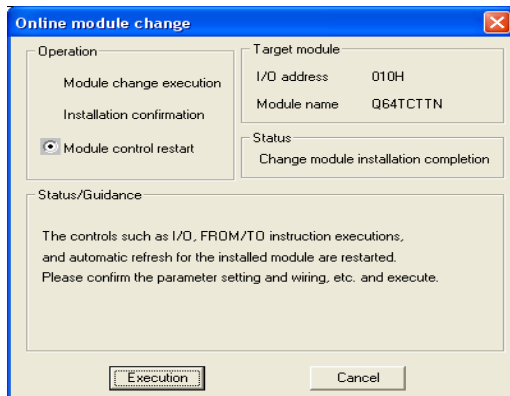 Online module change
Operation
Module change execution
Installation confirmation
Module control restart
Target module
I/O address 010H
Module name Q64TCTTN
Status
Change module installation completion
Status/Guidance
The controls such as I/O, FROM/TO instruction executions,
and automatic refresh for the installed module are restarted.
Please confirm the parameter setting and wiring, etc. and execute.
Execution
Cancel